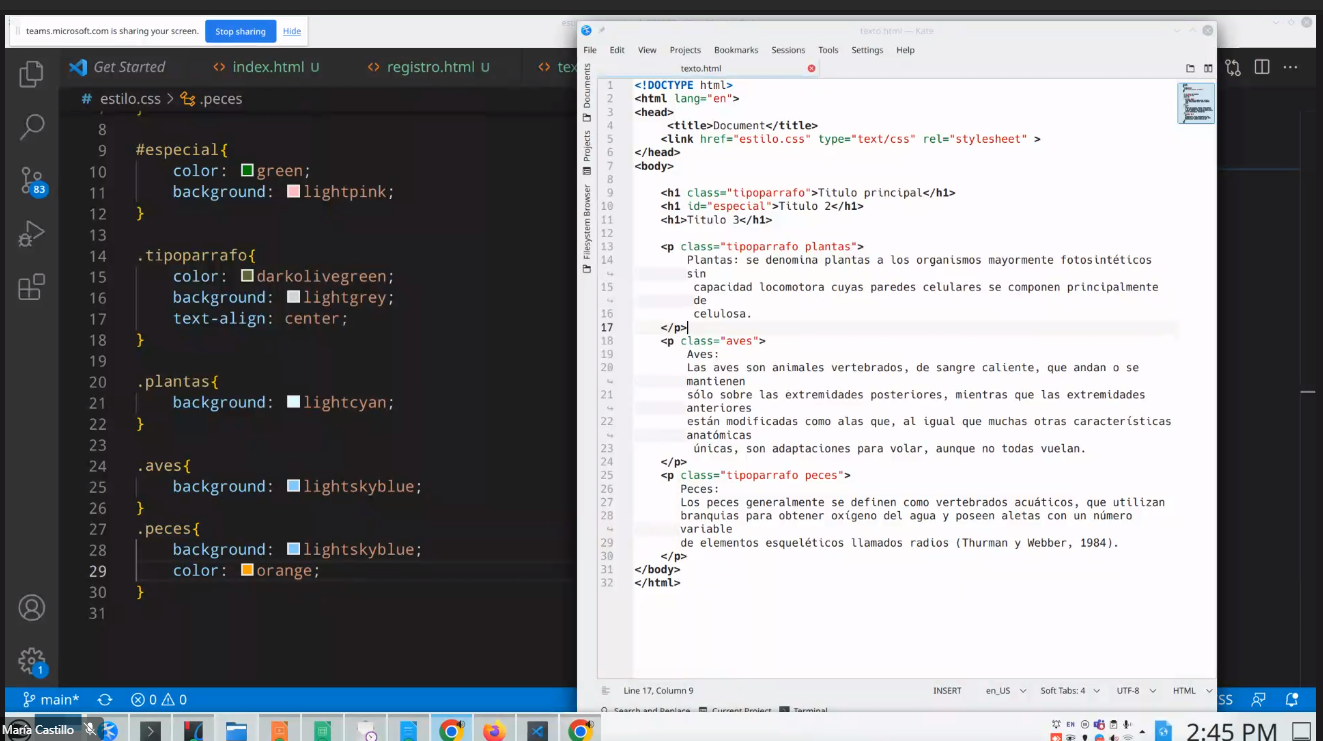 teams.microsoft.com is sharing your screen. Stop sharing Hide
Get Started
index.html U
registro.html U
# estilo.css > .peces
8
9 #especial{
10 color: green;
11 background: lightpink;
12 }
13
14 .tipoparrafo{
15 color: darkolivegreen;
16 background: lightgrey;
17 text-align: center;
18 }
19
20 .plantas{
21 background: lightcyan;
22 }
23
24 .aves{
25 background: lightskyblue;
26 }
27 .peces{
28 background: lightskyblue;
29 color: orange;
30 }
31
83
1
main* 0 0
texto.html — Kate
File Edit View Projects Bookmarks Sessions Tools Settings Help
texto.html
Documents
Projects
Filesystem Browser
1 <!DOCTYPE html>
2 <html lang="en">
3 <head>
4 <title>Document</title>
5 <link href="estilo.css" type="text/css" rel="stylesheet" >
6 </head>
7 <body>
8
9 <h1 class="tipoparrafo">Titulo principal</h1>
10 <h1 id="especial">Titulo 2</h1>
11 <h1>Titulo 3</h1>
12
13 <p class="tipoparrafo plantas">
14 Plantas: se denomina plantas a los organismos mayormente fotosintéticos
sin
15 capacidad locomotora cuyas paredes celulares se componen principalmente
de
16 celulosa.
17 </p>
18 <p class="aves">
19 Aves:
20 Las aves son animales vertebrados, de sangre caliente, que andan o se
mantienen
21 sólo sobre las extremidades posteriores, mientras que las extremidades
anteriores
22 están modificadas como alas que, al igual que muchas otras características
anatómicas
23 únicas, son adaptaciones para volar, aunque no todas vuelan.
24 </p>
25 <p class="tipoparrafo peces">
26 Peces:
27 Los peces generalmente se definen como vertebrados acuáticos, que utilizan
28 branquias para obtener oxígeno del agua y poseen aletas con un número
variable
29 de elementos esqueléticos llamados radios (Thurman y Webber, 1984).
30 </p>
31 </body>
32 </html>
Line 17, Column 9 INSERT en_US Soft Tabs: 4 UTF-8 HTML
Search and Replace Current Project Terminal
Maria Castillo
EN
2:45 PM